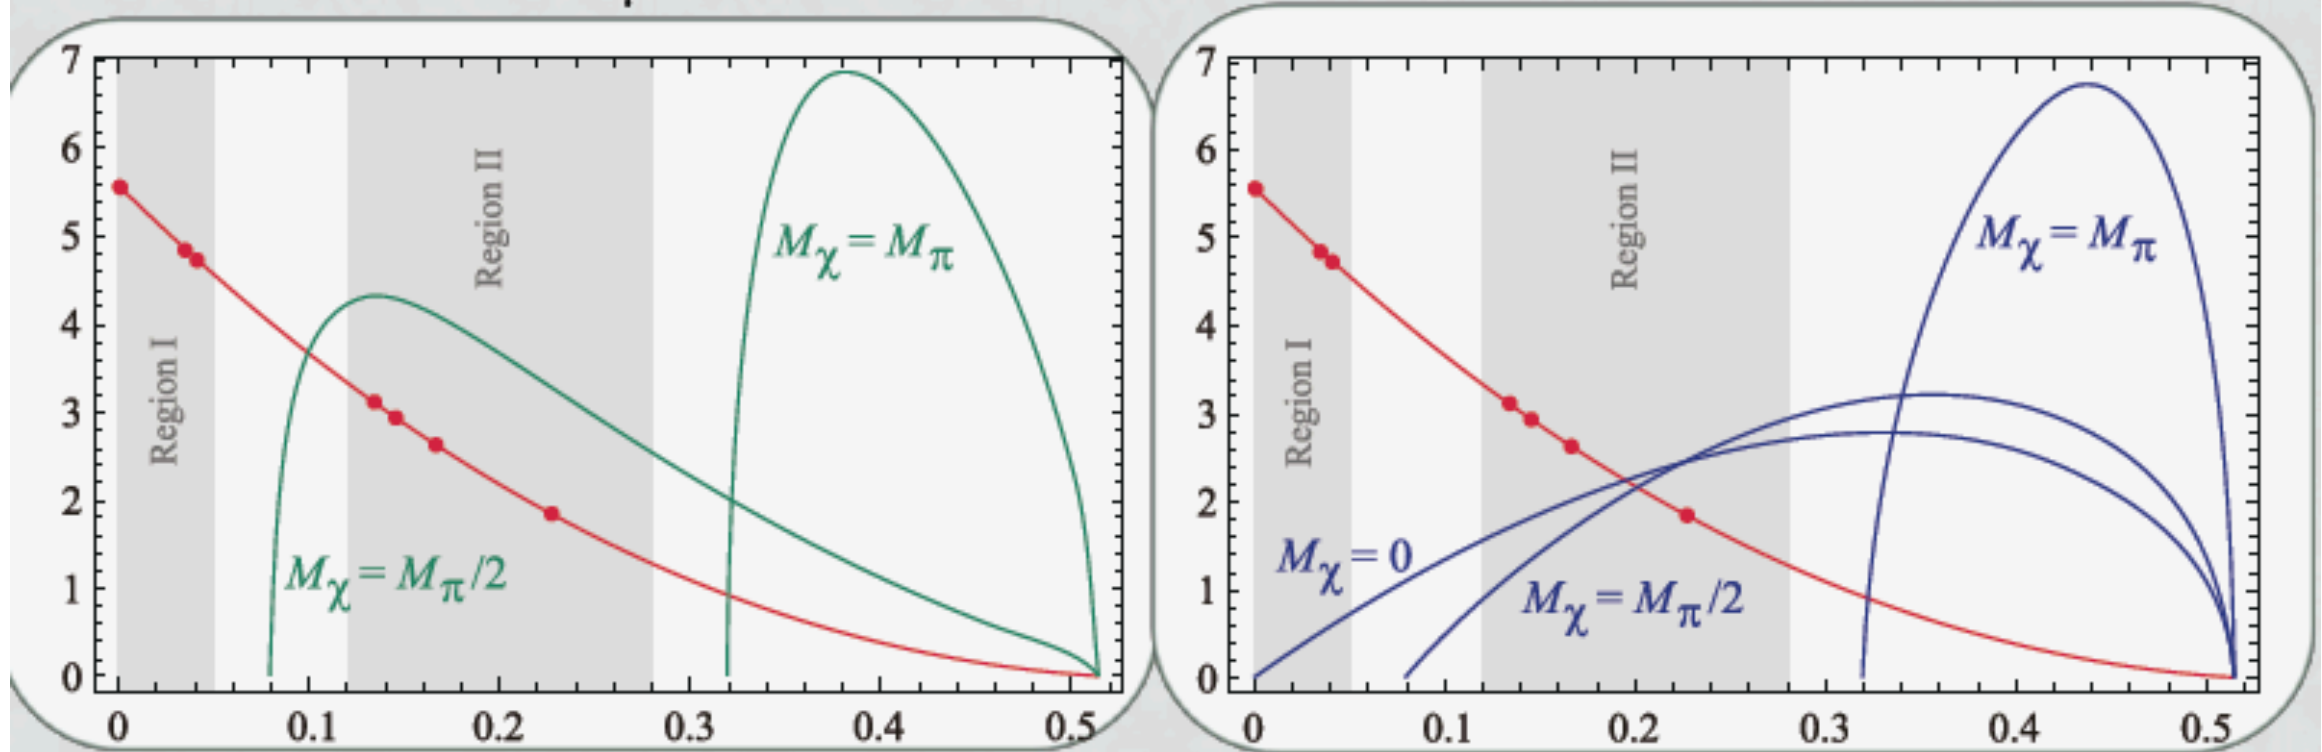 7
6
5
4
3
2
1
0
Region I
Region II
Mχ = Mπ
Mχ = Mπ/2
0 0.1 0.2 0.3 0.4 0.5
7
6
5
4
3
2
1
0
Region I
Region II
Mχ = Mπ
Mχ = 0
Mχ = Mπ/2
0 0.1 0.2 0.3 0.4 0.5